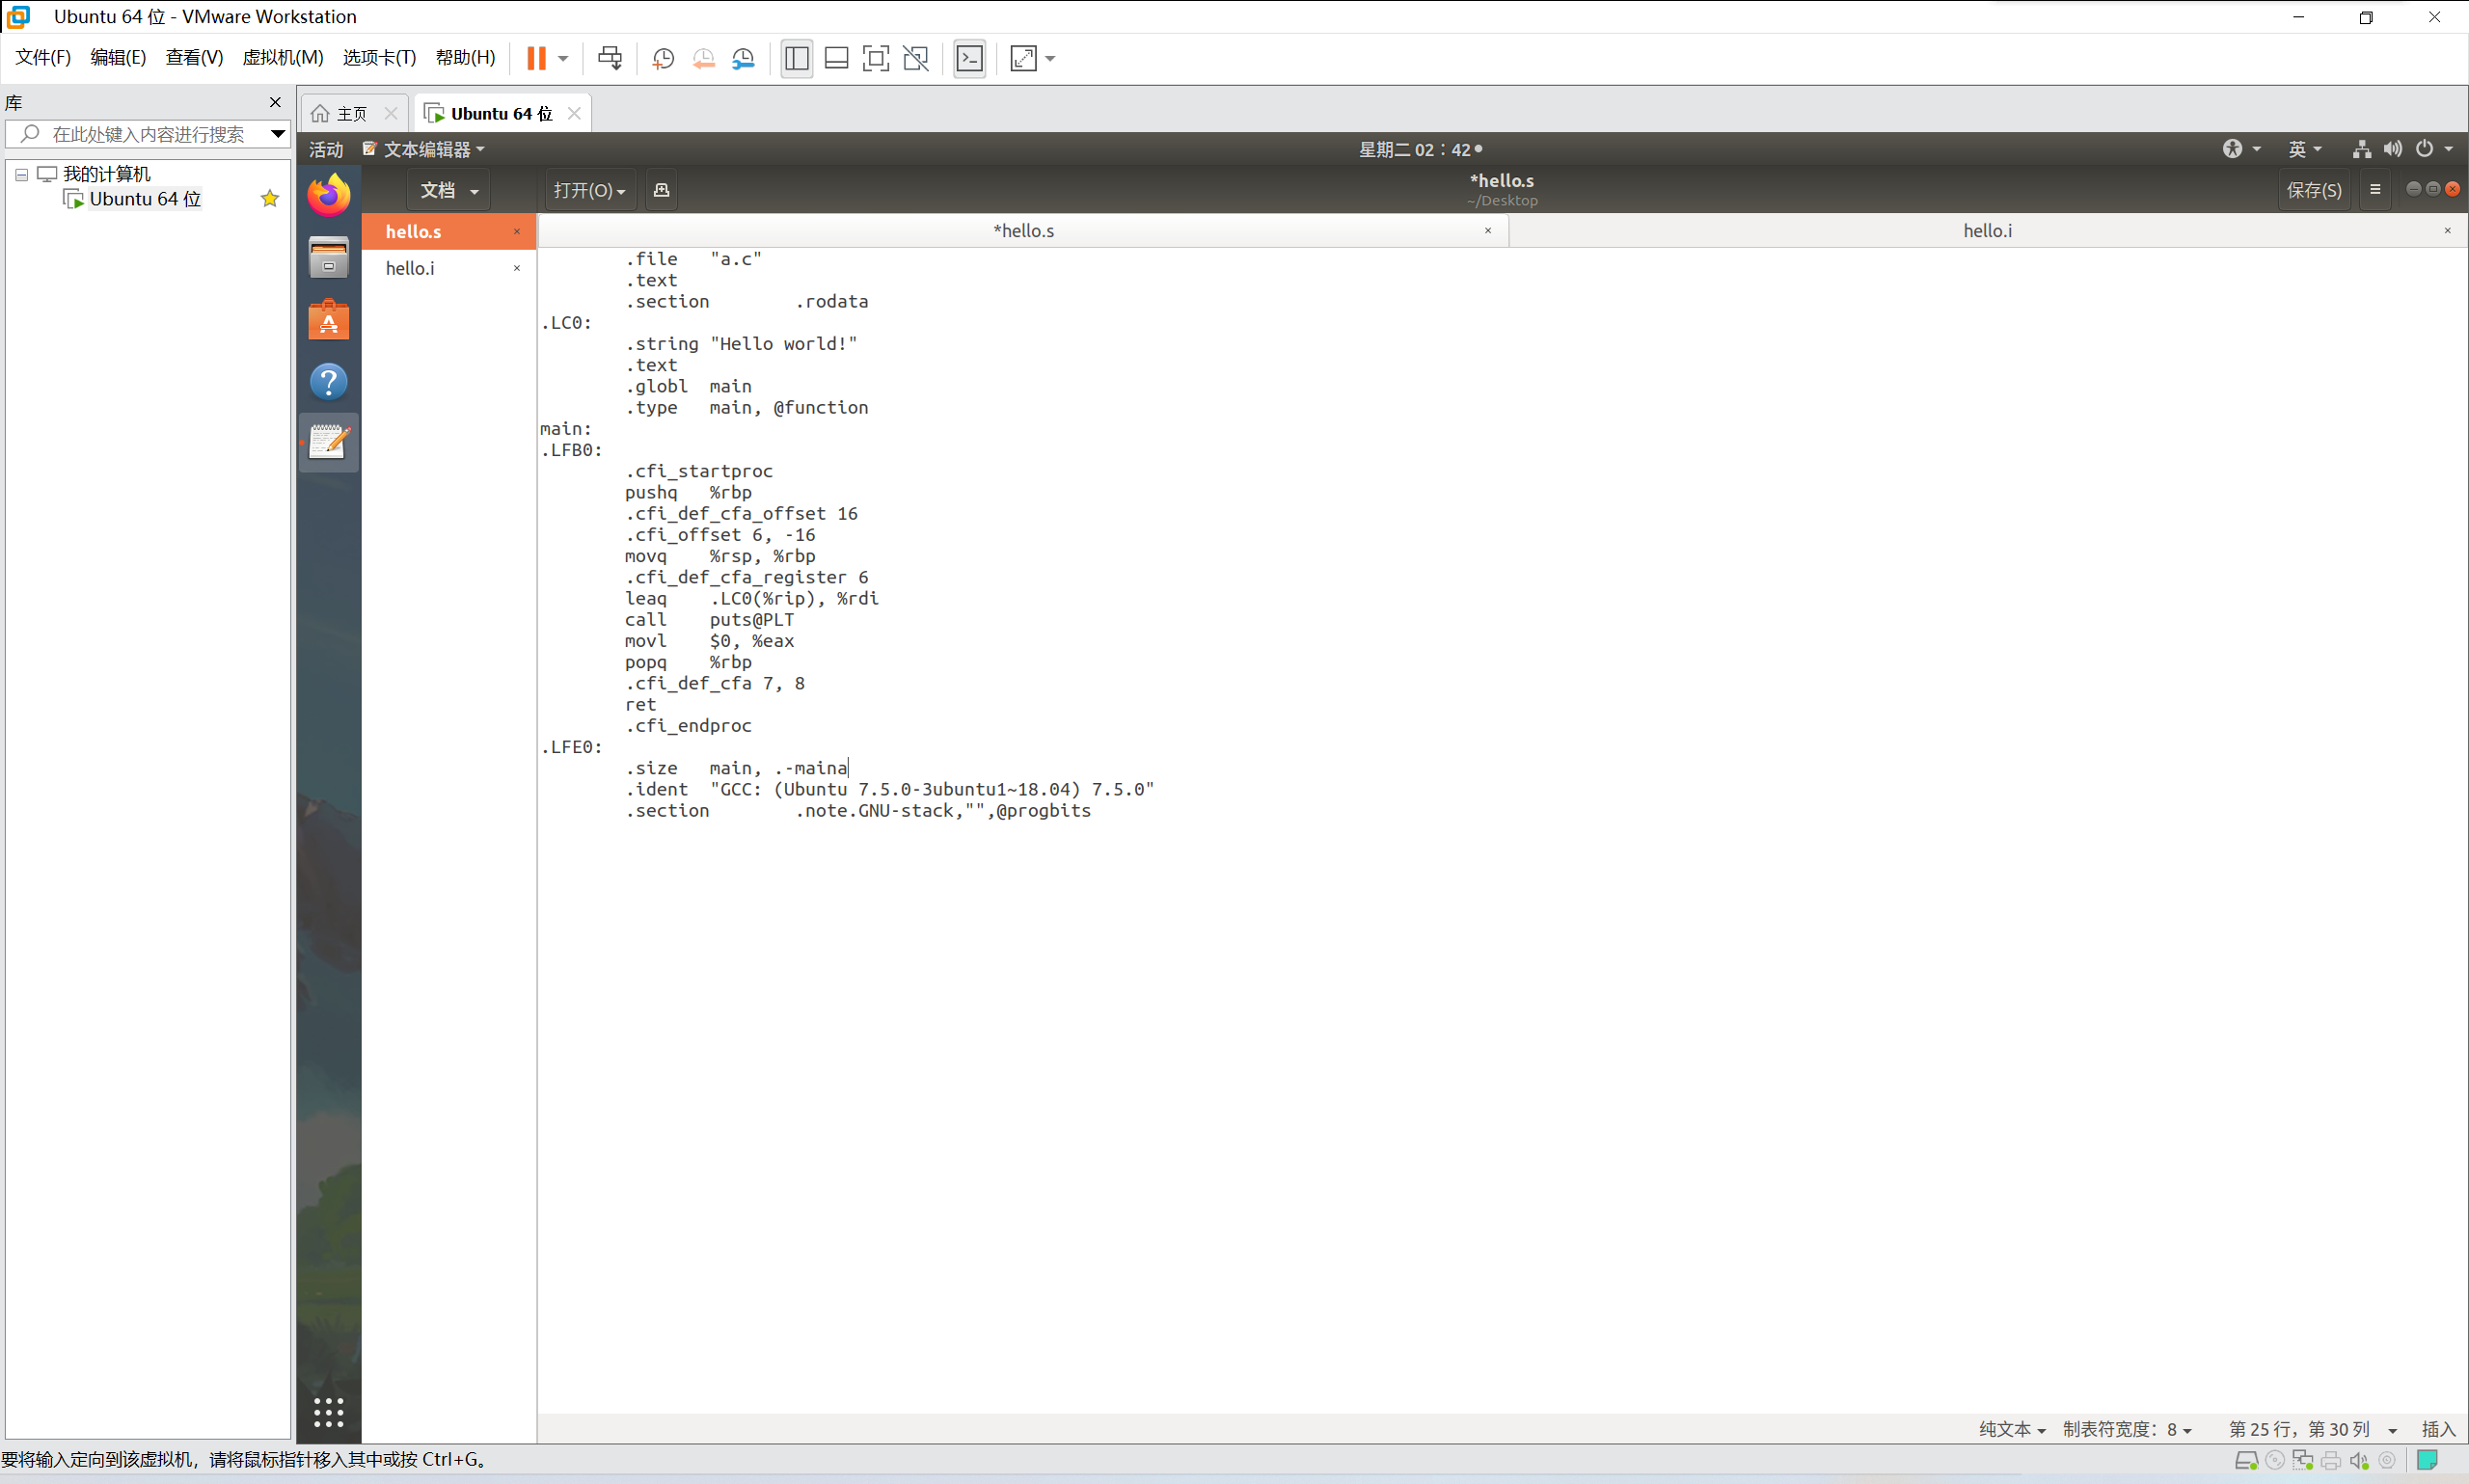 Ubuntu 64 位 - VMware Workstation
文件(F) 编辑(E) 查看(V) 虚拟机(M) 选项卡(T) 帮助(H)
库
在此处键入内容进行搜索
我的计算机
Ubuntu 64 位
主页
Ubuntu 64 位
活动 文本编辑器 星期二 02：42 英
文档 打开(O) *hello.s 保存(S)
~/Desktop
hello.s
hello.i
*hello.s hello.i
.file "a.c"
.text
.section .rodata
.LC0:
.string "Hello world!"
.text
.globl main
.type main, @function
main:
.LFB0:
.cfi_startproc
pushq %rbp
.cfi_def_cfa_offset 16
.cfi_offset 6, -16
movq %rsp, %rbp
.cfi_def_cfa_register 6
leaq .LC0(%rip), %rdi
call puts@PLT
movl $0, %eax
popq %rbp
.cfi_def_cfa 7, 8
ret
.cfi_endproc
.LFE0:
.size main, .-maina
.ident "GCC: (Ubuntu 7.5.0-3ubuntu1~18.04) 7.5.0"
.section .note.GNU-stack,"",@progbits
纯文本 制表符宽度：8 第 25 行，第 30 列 插入
要将输入定向到该虚拟机，请将鼠标指针移入其中或按 Ctrl+G。